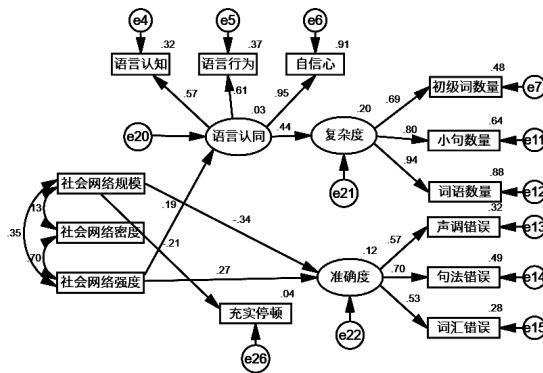 e4 e5 e6
.32 .37 .91
语言认知 语言行为 自信心 .48
初级词数量 e7
.57 .61 .95 .03 .20 .69 .64
e20 语言认同 .44 复杂度 .80 小句数量 e11
.94 .88
e21 词语数量 e12
社会网络规模 .32
.19 -.34 声调错误 e13
.13 .12 .57
.35 社会网络密度 -.21 .49
.70 准确度 .70 句法错误 e14
社会网络强度 .27 .53
.04 .28
充实停顿 e22 词汇错误 e15
e26